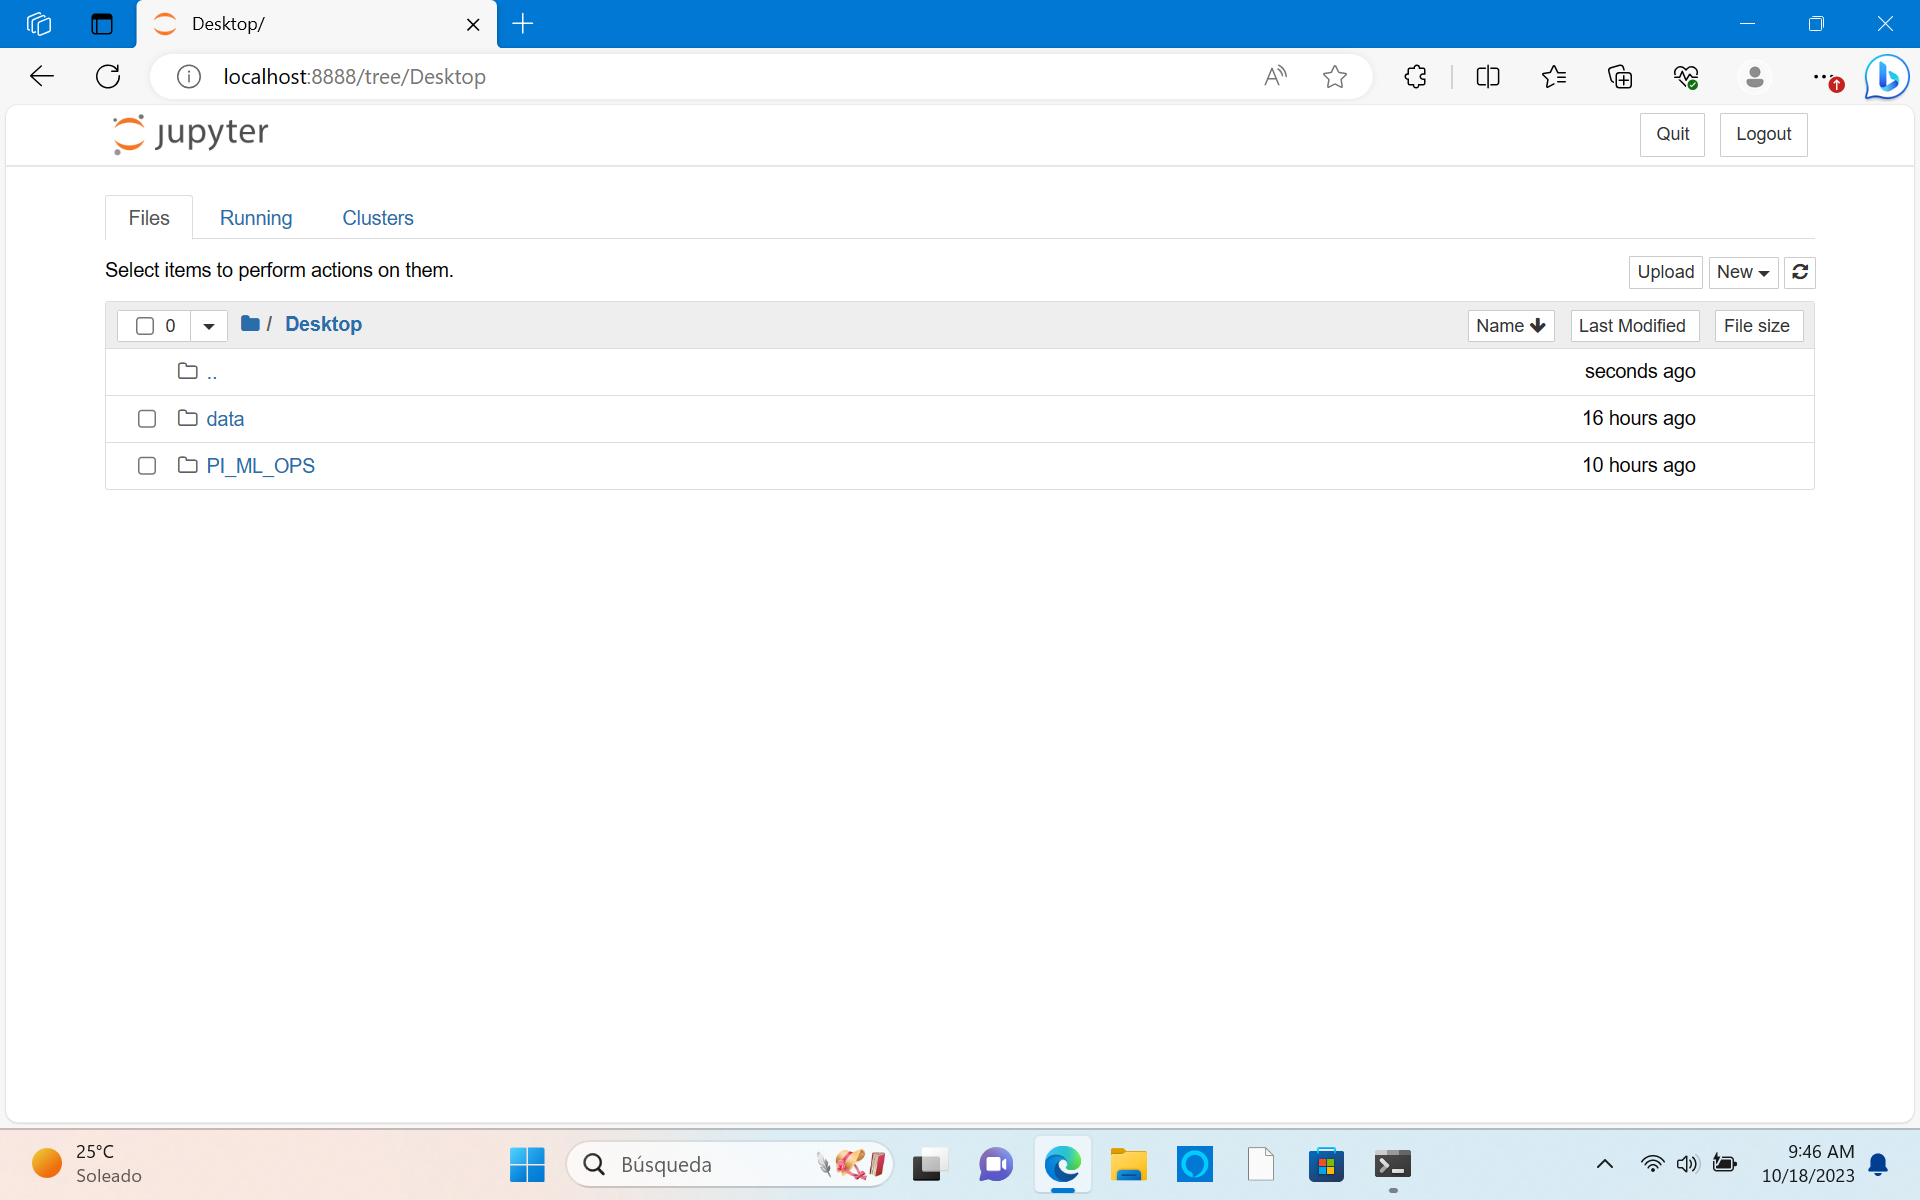 Desktop/
localhost:8888/tree/Desktop
jupyter
Quit
Logout
Files
Running
Clusters
Select items to perform actions on them.
Upload
New
0
/ Desktop
Name
Last Modified
File size
..
seconds ago
data
16 hours ago
PI_ML_OPS
10 hours ago
25°C
Soleado
Búsqueda
9:46 AM
10/18/2023